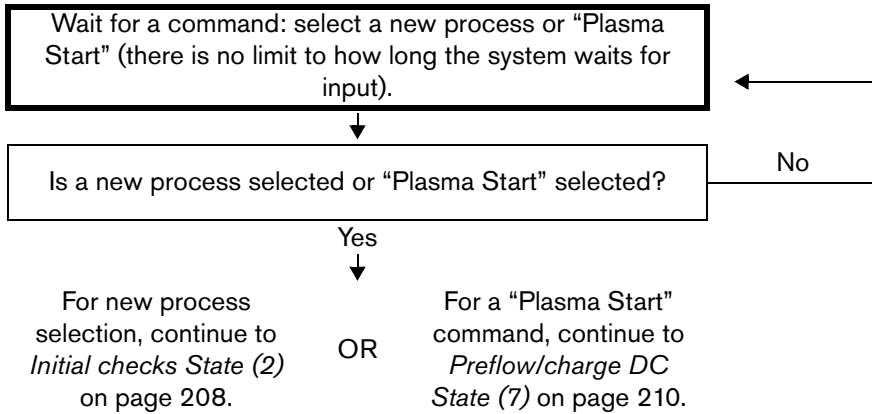 Wait for a command: select a new process or “Plasma
Start” (there is no limit to how long the system waits for
input).
Is a new process selected or “Plasma Start” selected?
No
Yes
For new process
selection, continue to
Initial checks State (2)
on page 208.
OR
For a “Plasma Start”
command, continue to
Preflow/charge DC
State (7) on page 210.